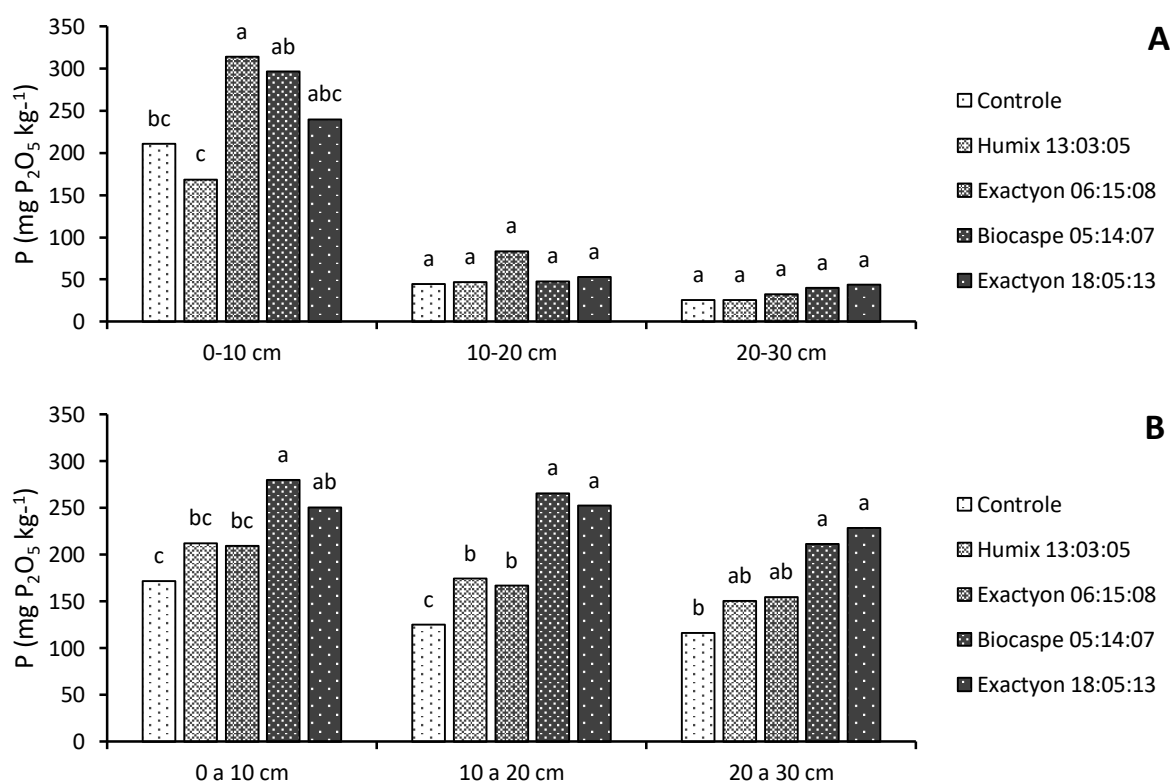 A
P (mg P₂O₅ kg⁻¹)
350
300
250
200
150
100
50
0
bc
c
a
ab
abc
a
a
a
a
a
a
a
a
a
a
0-10 cm
10-20 cm
20-30 cm
Controle
Humix 13:03:05
Exactyon 06:15:08
Biocaspe 05:14:07
Exactyon 18:05:13
B
P (mg P₂O₅ kg⁻¹)
350
300
250
200
150
100
50
0
c
bc
bc
a
ab
c
b
b
a
a
b
ab
ab
a
a
0 a 10 cm
10 a 20 cm
20 a 30 cm
Controle
Humix 13:03:05
Exactyon 06:15:08
Biocaspe 05:14:07
Exactyon 18:05:13